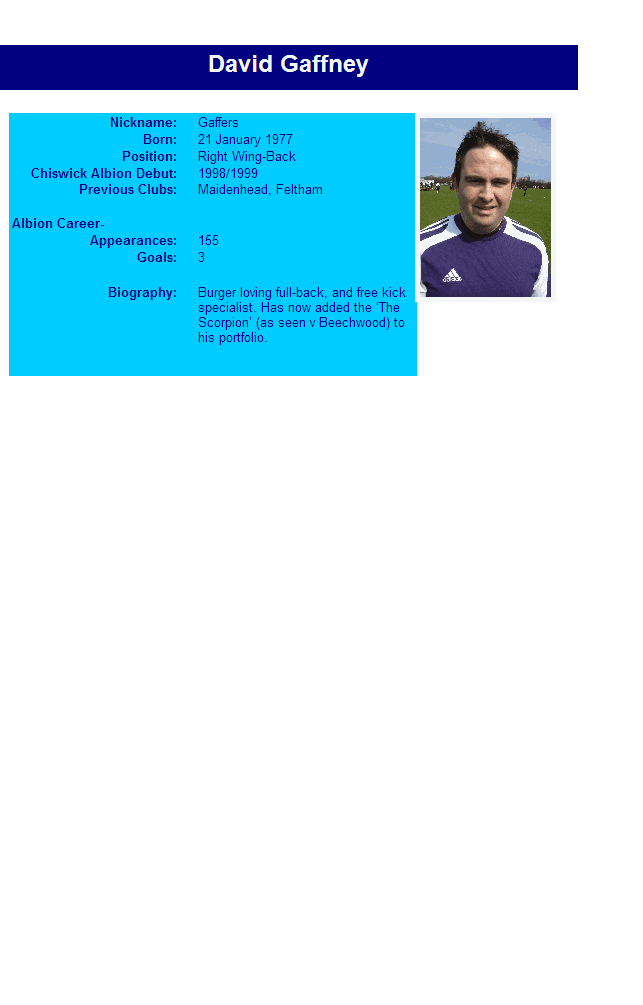 David Gaffney
Nickname: Gaffers
Born: 21 January 1977
Position: Right Wing-Back
Chiswick Albion Debut: 1998/1999
Previous Clubs: Maidenhead, Feltham
Albion Career-
Appearances: 155
Goals: 3
Biography: Burger loving full-back, and free kick
specialist. Has now added the 'The
Scorpion' (as seen v Beechwood) to
his portfolio.
adidas